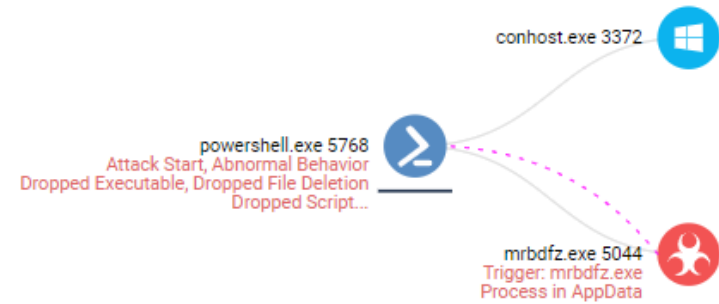 conhost.exe 3372
powershell.exe 5768
Attack Start, Abnormal Behavior
Dropped Executable, Dropped File Deletion
Dropped Script...
mrbdfz.exe 5044
Trigger: mrbdfz.exe
Process in AppData